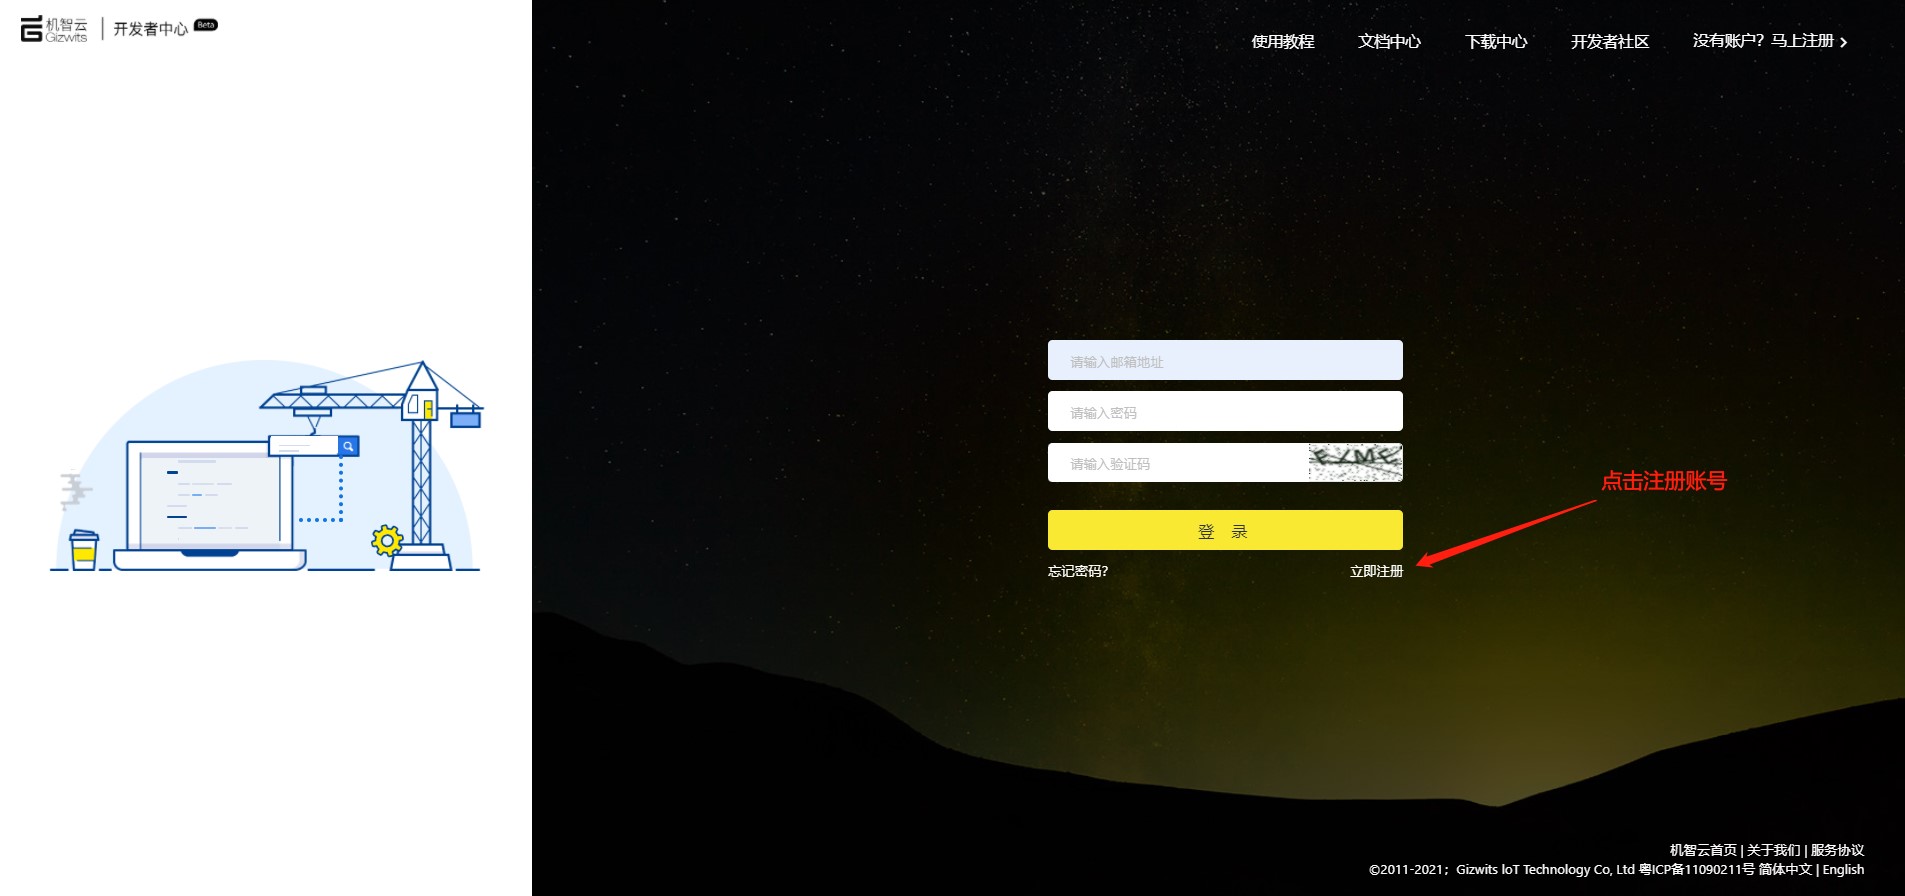 机智云
Gizwits
开发者中心
Beta
使用教程 文档中心 下载中心 开发者社区 没有账户？马上注册
请输入邮箱地址
请输入密码
请输入验证码
登 录
忘记密码？ 立即注册
点击注册账号
机智云首页 | 关于我们 | 服务协议
©2011-2021；Gizwits IoT Technology Co, Ltd 粤ICP备11090211号 简体中文 | English